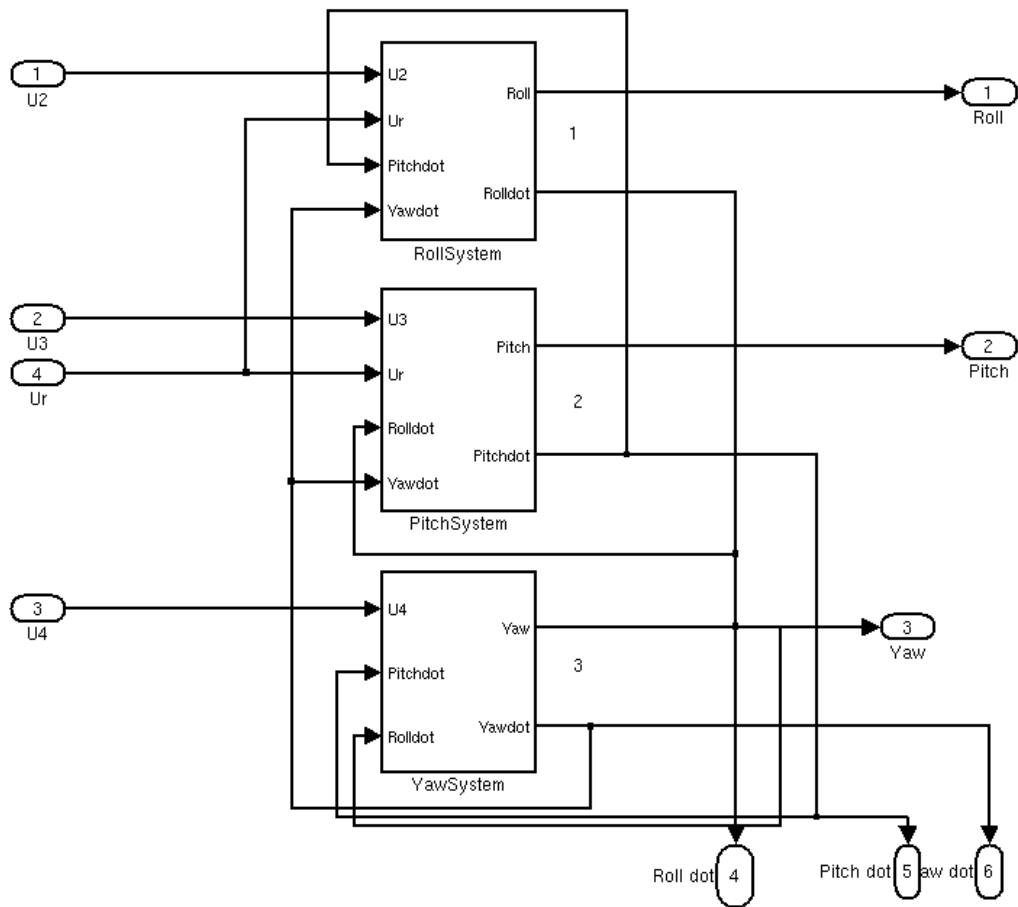 1
U2
U2
Ur
Pitchdot
Yawdot
Roll
Rolldot
1
RollSystem
1
Roll
2
U3
4
Ur
U3
Ur
Rolldot
Yawdot
Pitch
Pitchdot
2
PitchSystem
2
Pitch
3
U4
U4
Pitchdot
Rolldot
Yaw
Yawdot
3
YawSystem
3
Yaw
Roll dot 4
Pitch dot 5
aw dot 6